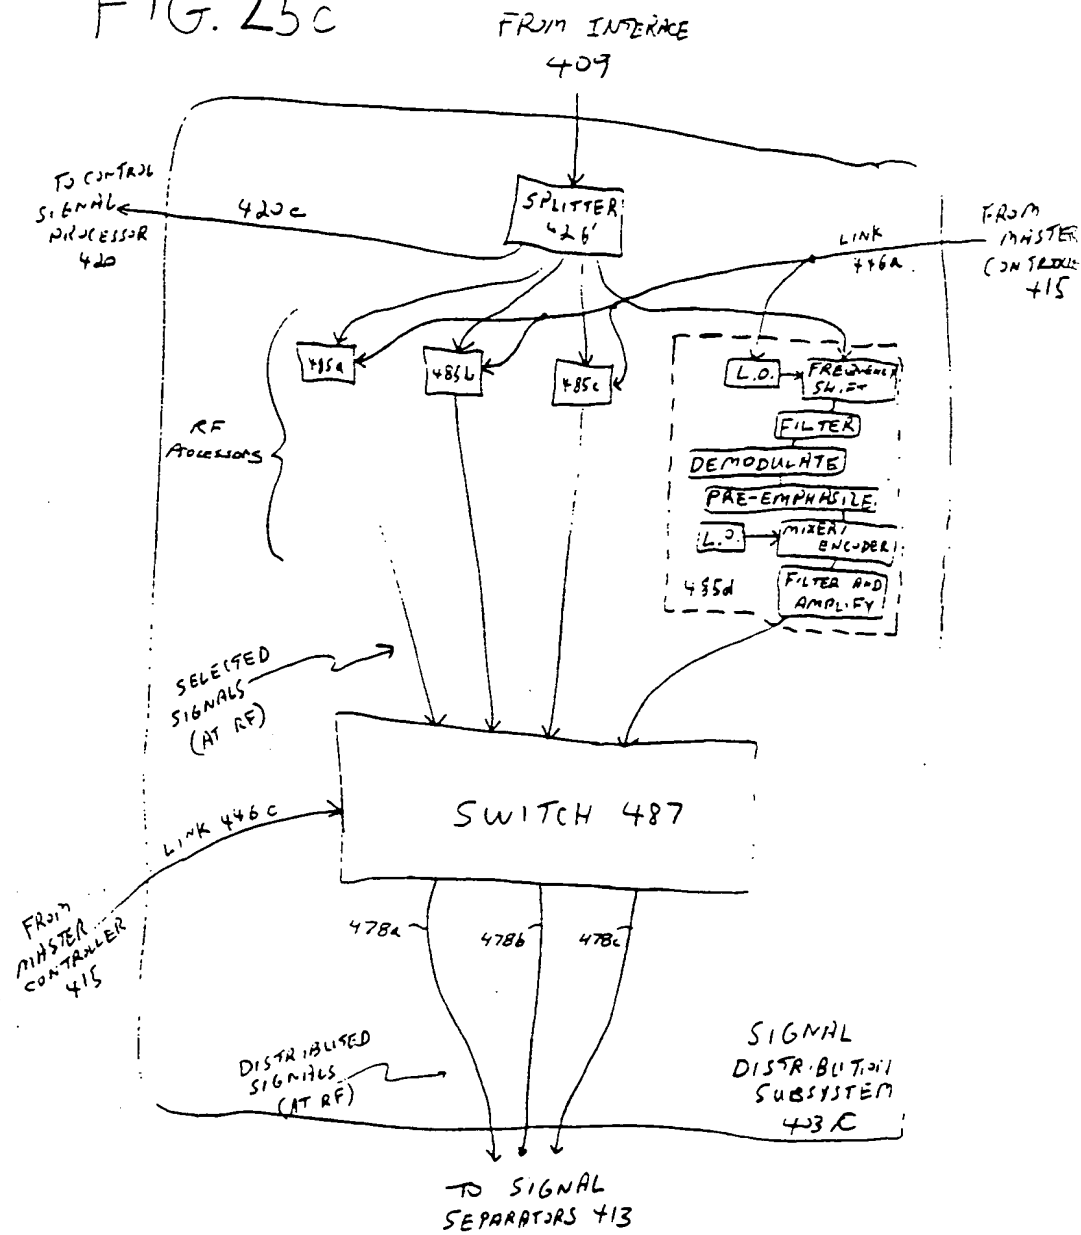 FIG. 25c
FROM INTERFACE
409
TO CONTROL
SIGNAL
PROCESSOR
420
420c
SPLITTER
426'
LINK
446a
FROM
MASTER
CONTROLLER
415
485a
485b
485c
L.O.
FREQUENCY
SHIFT
FILTER
DEMODULATE
PRE-EMPHASIZE
L.O.
MIXER/
ENCODER
FILTER AND
AMPLIFY
485d
RF
PROCESSORS
SELECTED
SIGNALS
(AT RF)
SWITCH 487
LINK 446c
FROM
MASTER
CONTROLLER
415
478a
478b
478c
DISTRIBUTED
SIGNALS
(AT RF)
SIGNAL
DISTRIBUTION
SUBSYSTEM
403C
TO SIGNAL
SEPARATORS 413